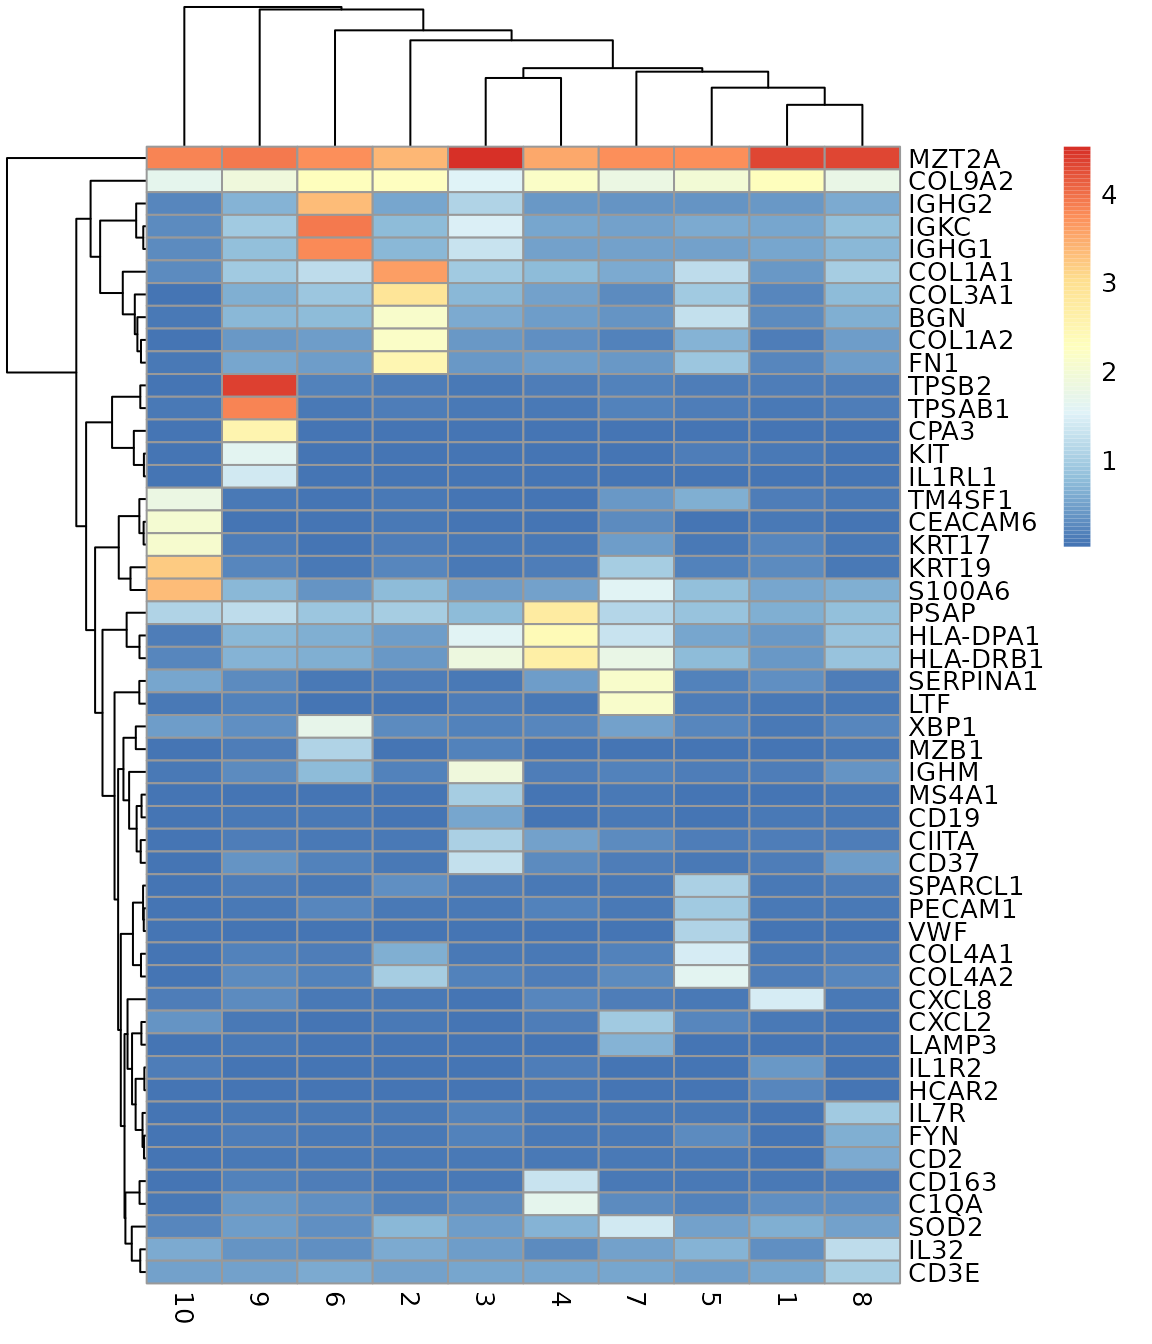 MZT2A
COL9A2
IGHG2
IGKC
IGHG1
COL1A1
COL3A1
BGN
COL1A2
FN1
TPSB2
TPSAB1
CPA3
KIT
IL1RL1
TM4SF1
CEACAM6
KRT17
KRT19
S100A6
PSAP
HLA-DPA1
HLA-DRB1
SERPINA1
LTF
XBP1
MZB1
IGHM
MS4A1
CD19
CIITA
CD37
SPARCL1
PECAM1
VWF
COL4A1
COL4A2
CXCL8
CXCL2
LAMP3
IL1R2
HCAR2
IL7R
FYN
CD2
CD163
C1QA
SOD2
IL32
CD3E
4
3
2
1
10 9 6 2 3 4 7 5 1 8